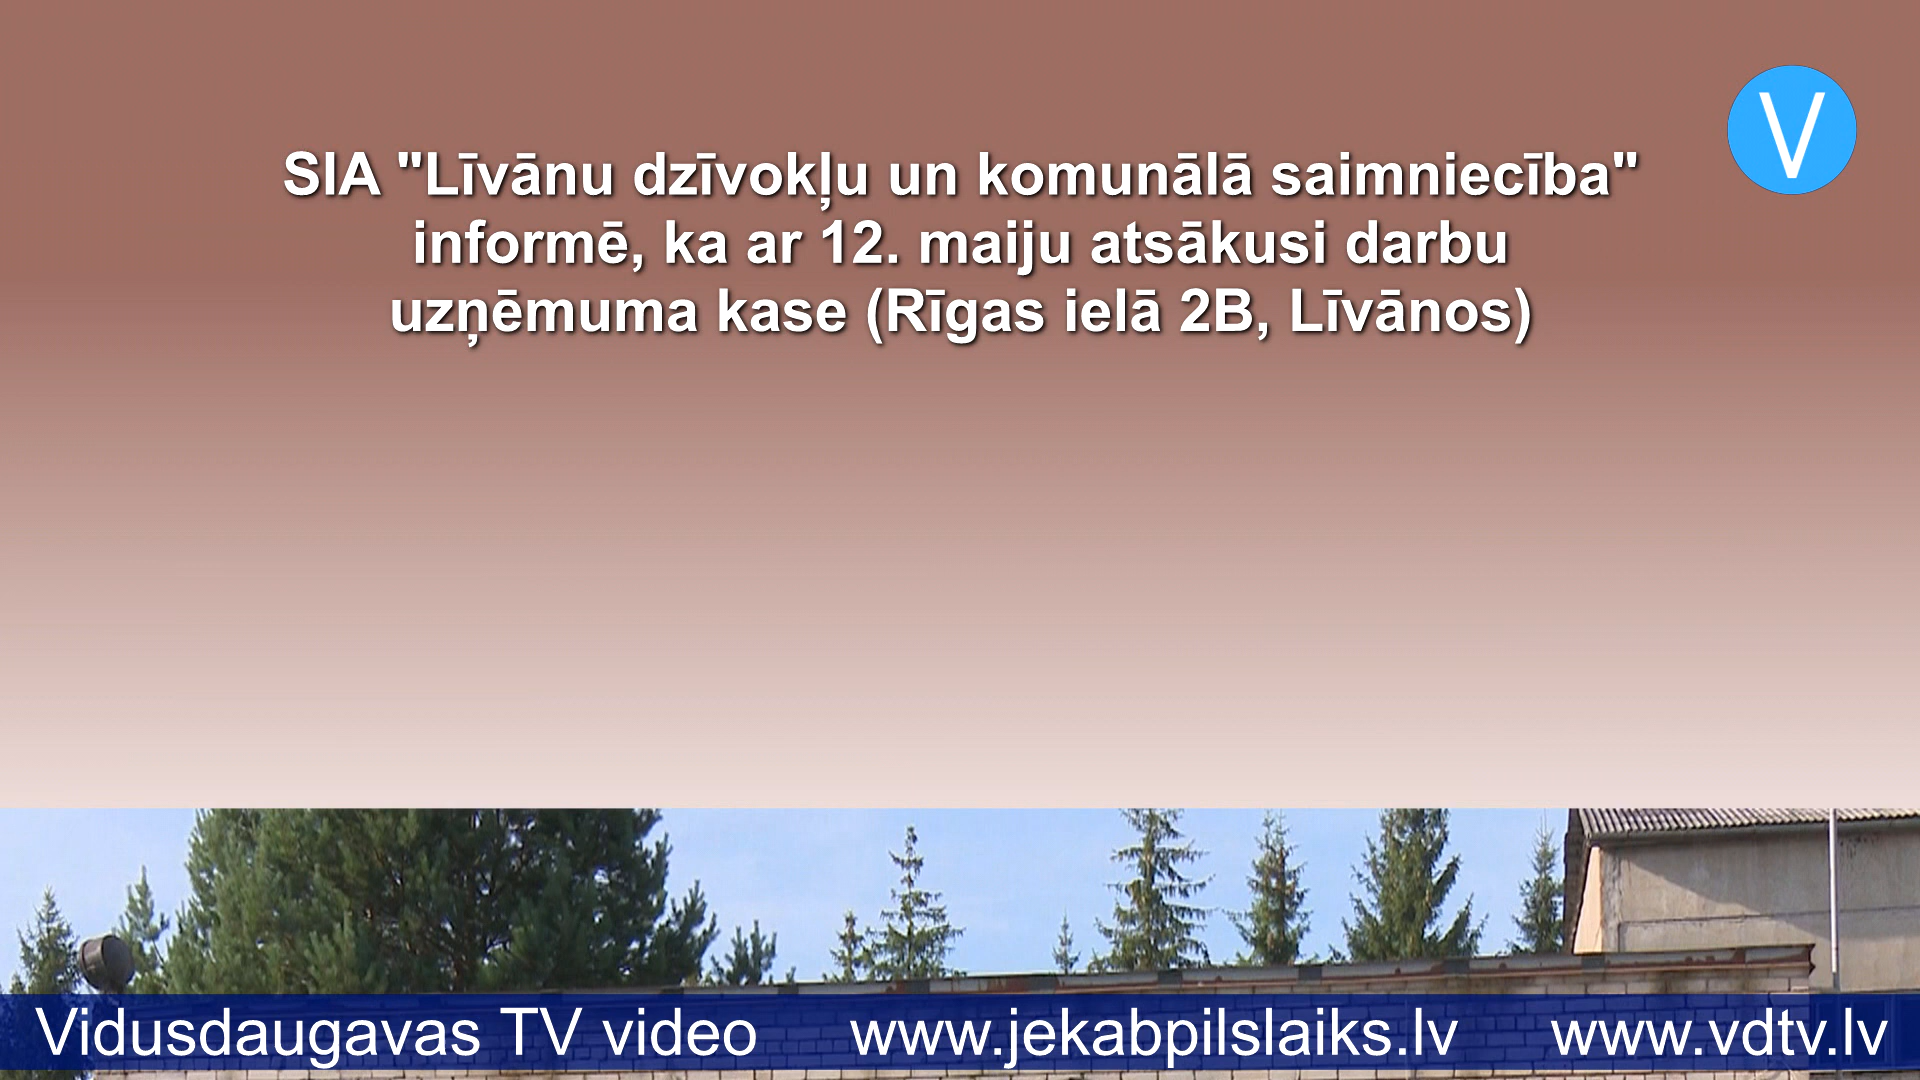 V
SIA "Līvānu dzīvokļu un komunālā saimniecība"
informē, ka ar 12. maiju atsākusi darbu
uzņēmuma kase (Rīgas ielā 2B, Līvānos)
Vidusdaugavas TV video www.jekabpilslaiks.lv www.vdtv.lv